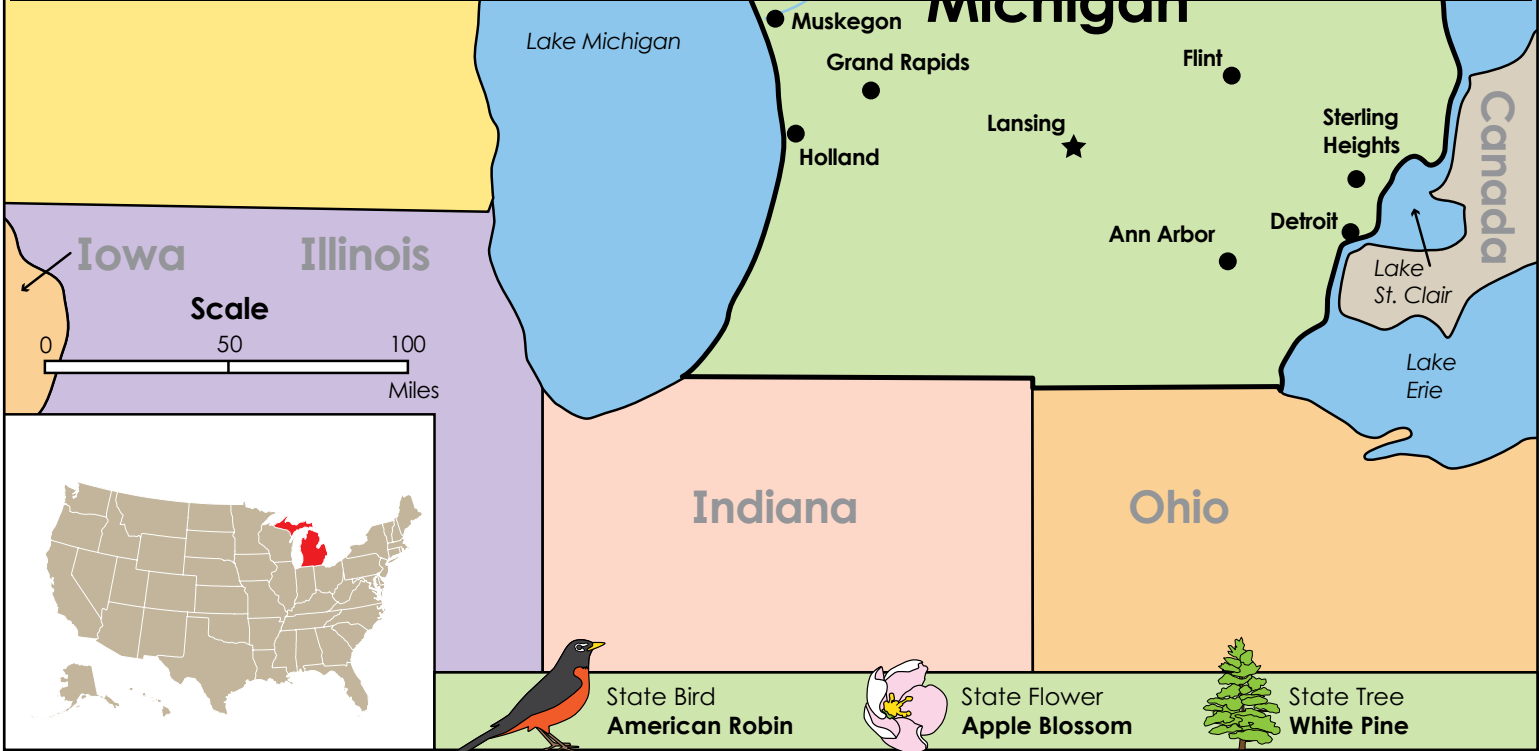 Michigan
Muskegon
Lake Michigan
Grand Rapids
Flint
Lansing
Holland
Sterling
Heights
Canada
Detroit
Ann Arbor
Lake
St. Clair
Iowa
Illinois
Scale
0 50 100
Miles
Lake
Erie
Indiana
Ohio
State Bird
American Robin
State Flower
Apple Blossom
State Tree
White Pine